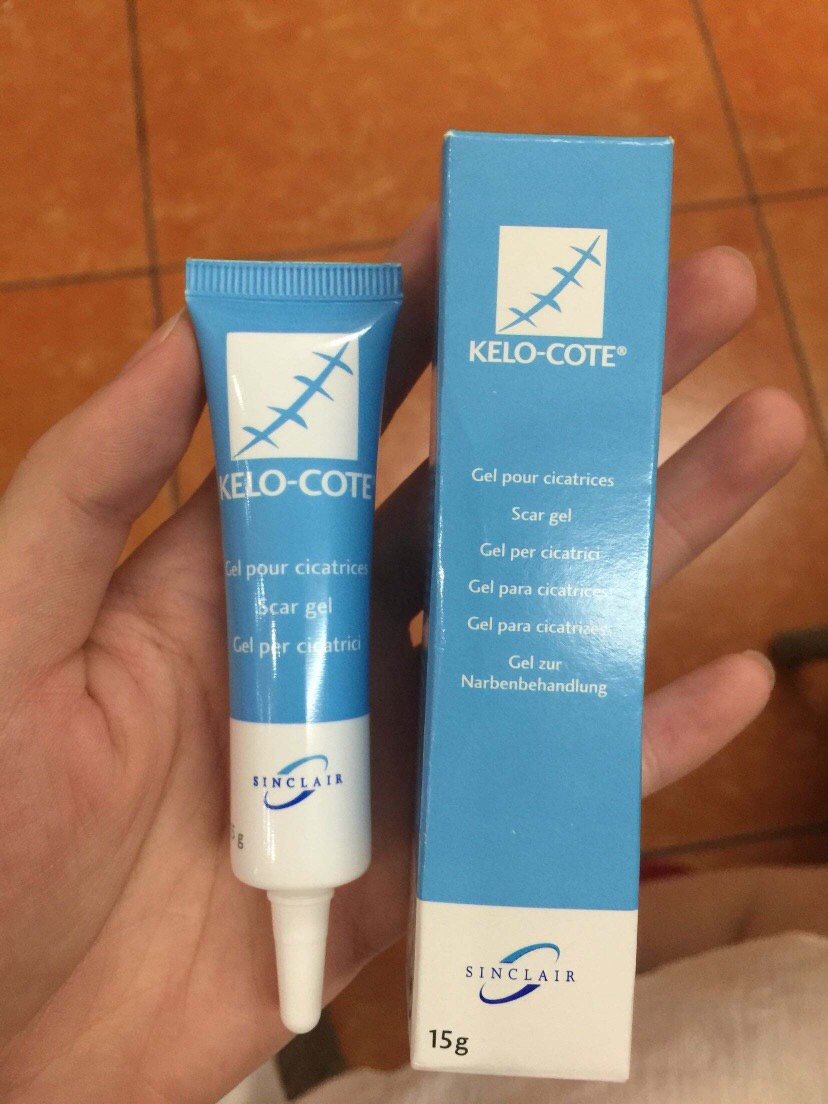 KELO-COTE
Gel pour cicatrices
Scar gel
Gel per cicatrici
SINCLAIR
5 g
KELO-COTE®
Gel pour cicatrices
Scar gel
Gel per cicatrici
Gel para cicatrices
Gel para cicatrizes
Gel zur
Narbenbehandlung
SINCLAIR
15g